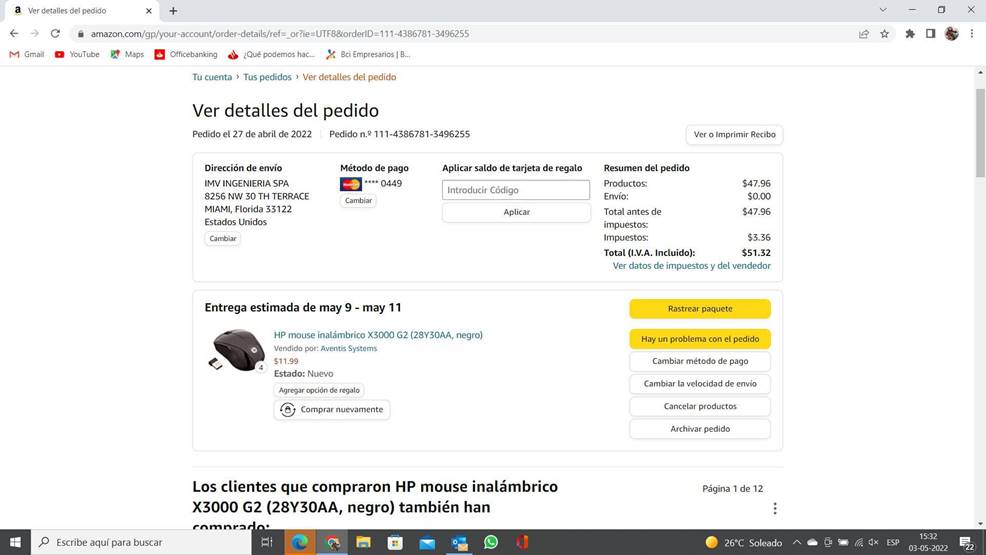 Ver detalles del pedido
amazon.com/gp/your-account/order-details/ref=_or?ie=UTF8&orderID=111-4386781-3496255
Gmail YouTube Maps Officebanking ¿Qué podemos hac... Bci Empresarios | B...
Tu cuenta › Tus pedidos › Ver detalles del pedido
Ver detalles del pedido
Pedido el 27 de abril de 2022 Pedido n.º 111-4386781-3496255
Ver o Imprimir Recibo
Dirección de envío
IMV INGENIERIA SPA
8256 NW 30 TH TERRACE
MIAMI, Florida 33122
Estados Unidos
Cambiar
Método de pago
**** 0449
Cambiar
Aplicar saldo de tarjeta de regalo
Introducir Código
Aplicar
Resumen del pedido
Productos: $47.96
Envío: $0.00
Total antes de $47.96
impuestos:
Impuestos: $3.36
Total (I.V.A. Incluido): $51.32
Ver datos de impuestos y del vendedor
Entrega estimada de may 9 - may 11
4
HP mouse inalámbrico X3000 G2 (28Y30AA, negro)
Vendido por: Aventis Systems
$11.99
Estado: Nuevo
Agregar opción de regalo
Comprar nuevamente
Rastrear paquete
Hay un problema con el pedido
Cambiar método de pago
Cambiar la velocidad de envío
Cancelar productos
Archivar pedido
Los clientes que compraron HP mouse inalámbrico
X3000 G2 (28Y30AA, negro) también han
comprado:
Página 1 de 12
Escribe aquí para buscar
26°C Soleado
ESP
15:32
03-05-2022
22